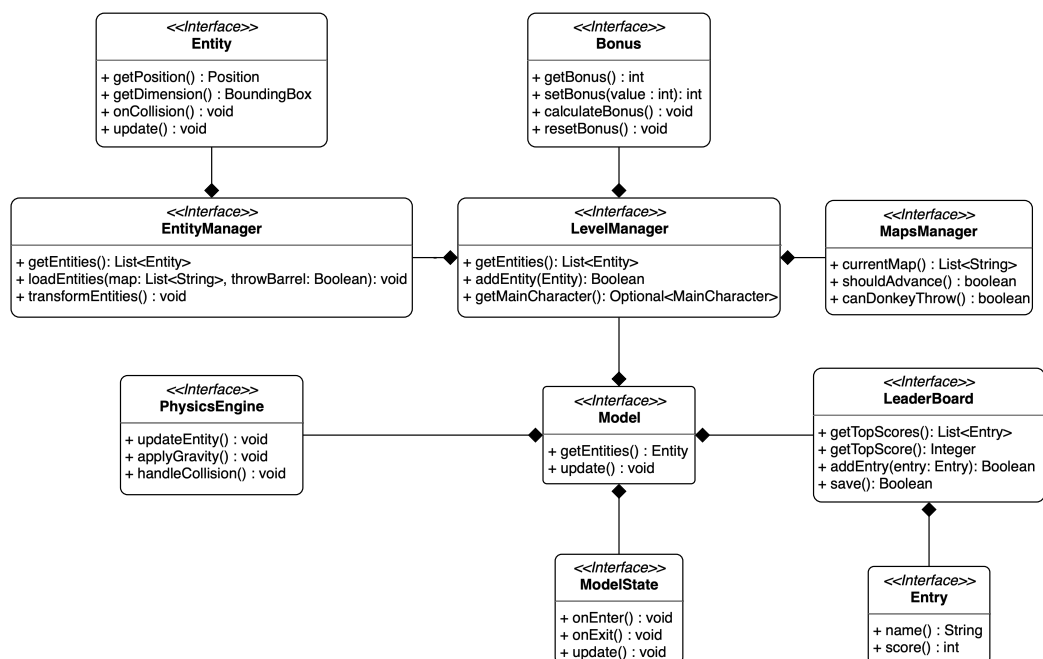 <<Interface>>
Entity
+ getPosition() : Position
+ getDimension() : BoundingBox
+ onCollision() : void
+ update() : void
<<Interface>>
Bonus
+ getBonus() : int
+ setBonus(value : int): int
+ calculateBonus() : void
+ resetBonus() : void
<<Interface>>
EntityManager
+ getEntities(): List<Entity>
+ loadEntities(map: List<String>, throwBarrel: Boolean): void
+ transformEntities() : void
<<Interface>>
LevelManager
+ getEntities(): List<Entity>
+ addEntity(Entity): Boolean
+ getMainCharacter(): Optional<MainCharacter>
<<Interface>>
MapsManager
+ currentMap() : List<String>
+ shouldAdvance() : boolean
+ canDonkeyThrow() : boolean
<<Interface>>
PhysicsEngine
+ updateEntity() : void
+ applyGravity() : void
+ handleCollision() : void
<<Interface>>
Model
+ getEntities() : Entity
+ update() : void
<<Interface>>
LeaderBoard
+ getTopScores(): List<Entry>
+ getTopScore(): Integer
+ addEntry(entry: Entry): Boolean
+ save(): Boolean
<<Interface>>
ModelState
+ onEnter() : void
+ onExit() : void
+ update() : void
<<Interface>>
Entry
+ name() : String
+ score() : int